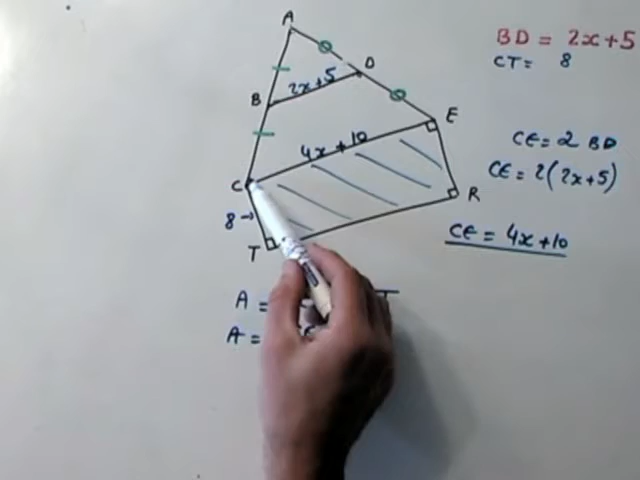 A
BD = 2x+5
CT= 8
D
2x+5
B
E
CE=2 BD
4x+10
CE= 2(2x+5)
C
R
8→
CE = 4x+10
T
A =
A =